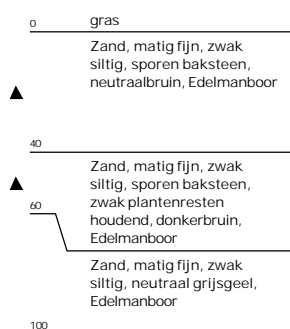 0 gras
Zand, matig fijn, zwak
siltig, sporen baksteen,
neutraalbruin, Edelmanboor
40
Zand, matig fijn, zwak
siltig, sporen baksteen,
zwak plantenresten
houdend, donkerbruin,
Edelmanboor
60
Zand, matig fijn, zwak
siltig, neutraal grijsgeel,
Edelmanboor
100